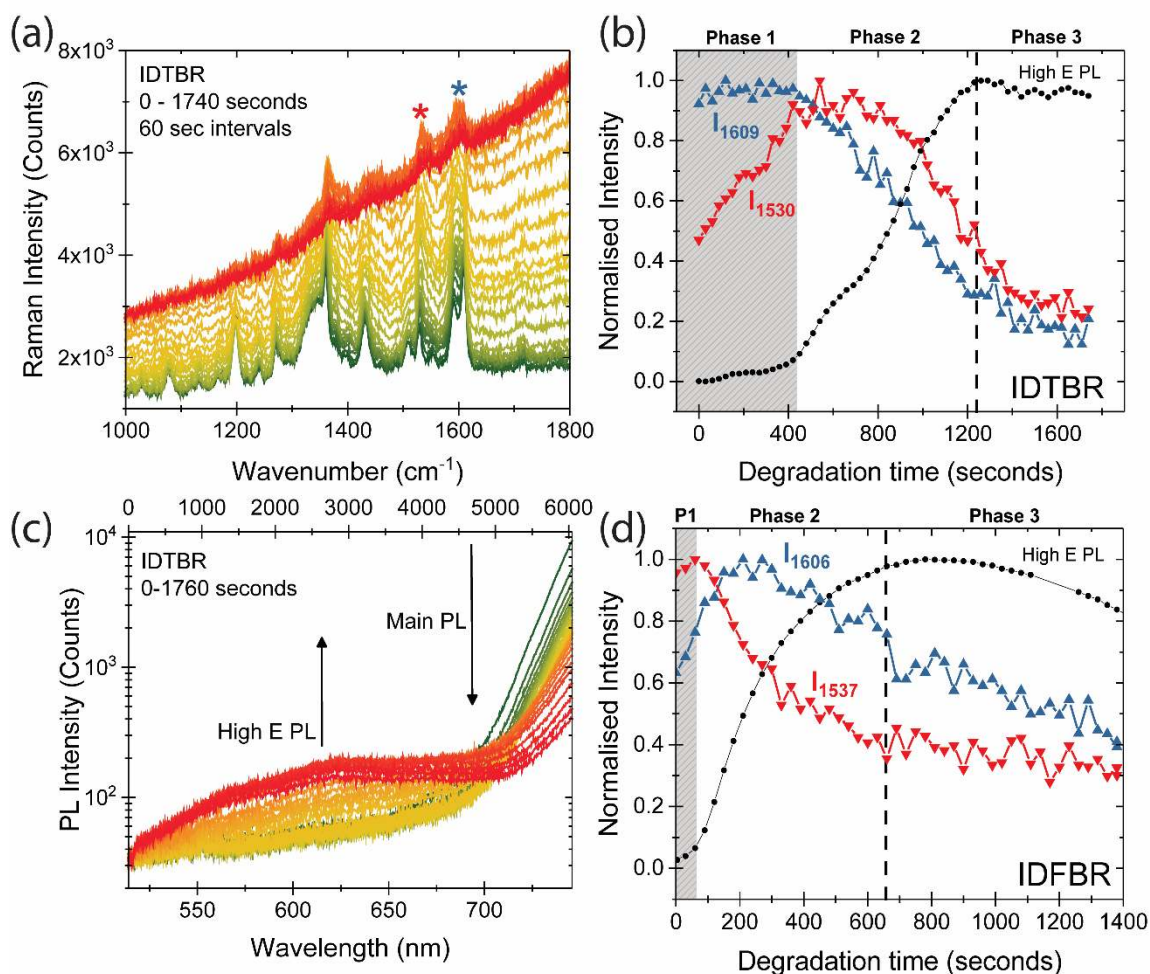 (a)
8x10³
6x10³
4x10³
2x10³
Raman Intensity (Counts)
IDTBR
0 - 1740 seconds
60 sec intervals
*
*
1000 1200 1400 1600 1800
Wavenumber (cm⁻¹)
(b)
Phase 1 Phase 2 Phase 3
1.0
0.8
0.6
0.4
0.2
0.0
Normalised Intensity
High E PL
I₁₆₀₉
I₁₅₃₀
IDTBR
0 400 800 1200 1600
Degradation time (seconds)
(c)
0 1000 2000 3000 4000 5000 6000
10⁴
10³
10²
PL Intensity (Counts)
IDTBR
0-1760 seconds
Main PL
High E PL
550 600 650 700
Wavelength (nm)
(d)
P1 Phase 2 Phase 3
1.0
0.8
0.6
0.4
0.2
0.0
Normalised Intensity
High E PL
I₁₆₀₆
I₁₅₃₇
IDFBR
0 200 400 600 800 1000 1200 1400
Degradation time (seconds)